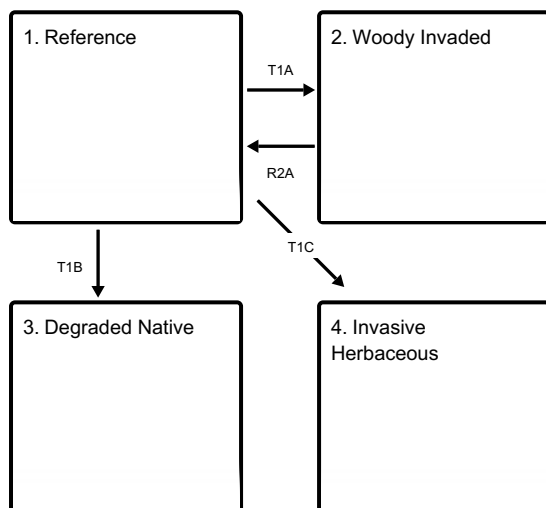 1. Reference
2. Woody Invaded
T1A
R2A
T1B
T1C
3. Degraded Native
4. Invasive
Herbaceous